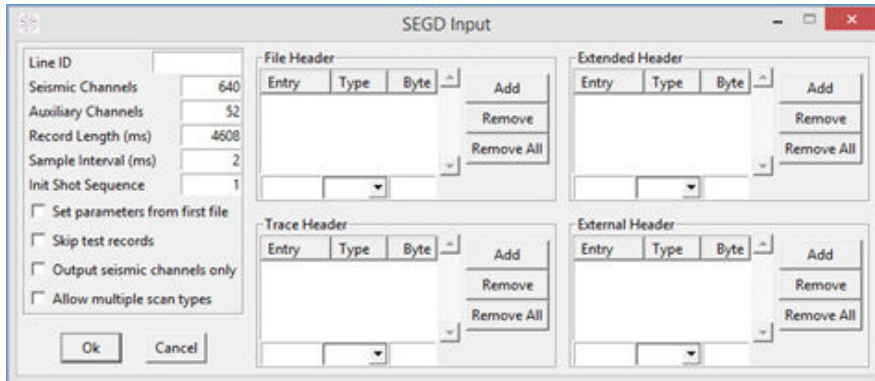 SEGD Input
Line ID
Seismic Channels 640
Auxiliary Channels 52
Record Length (ms) 4608
Sample Interval (ms) 2
Init Shot Sequence 1
Set parameters from first file
Skip test records
Output seismic channels only
Allow multiple scan types
Ok Cancel
File Header
Entry Type Byte
Add
Remove
Remove All
Extended Header
Entry Type Byte
Add
Remove
Remove All
Trace Header
Entry Type Byte
Add
Remove
Remove All
External Header
Entry Type Byte
Add
Remove
Remove All